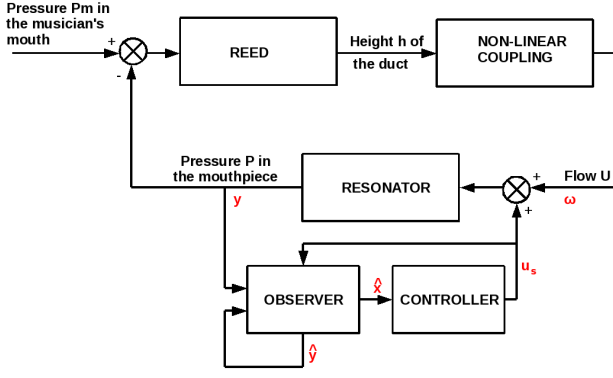 Pressure Pm in
the musician's
mouth
+
-
REED
Height h of
the duct
NON-LINEAR
COUPLING
Pressure P in
the mouthpiece
y
RESONATOR
+
+
Flow U
ω
OBSERVER
x̂
CONTROLLER
u_s
ŷ